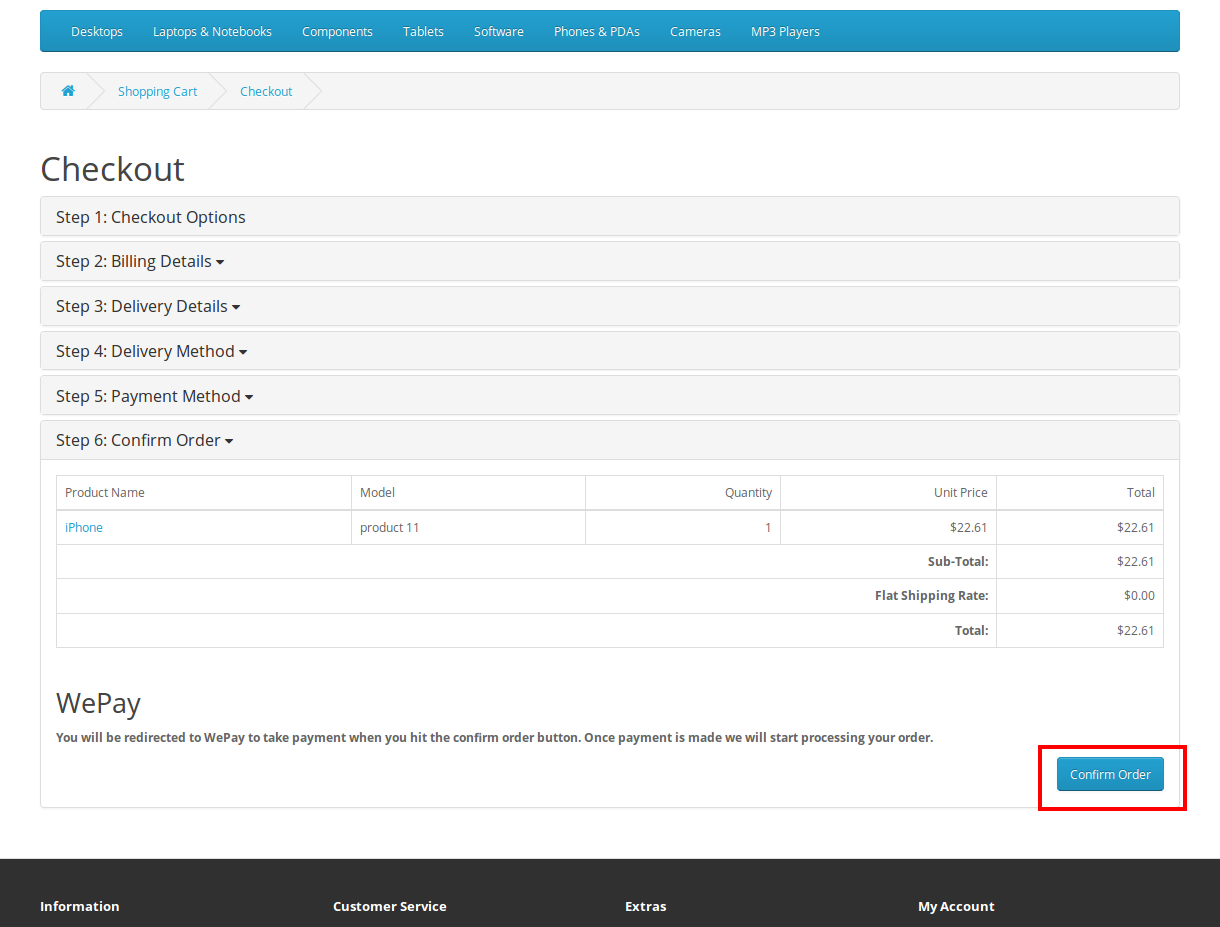 Desktops Laptops & Notebooks Components Tablets Software Phones & PDAs Cameras MP3 Players
Shopping Cart Checkout
Checkout
Step 1: Checkout Options
Step 2: Billing Details
Step 3: Delivery Details
Step 4: Delivery Method
Step 5: Payment Method
Step 6: Confirm Order
Product Name Model Quantity Unit Price Total
iPhone product 11 1 $22.61 $22.61
Sub-Total: $22.61
Flat Shipping Rate: $0.00
Total: $22.61
WePay
You will be redirected to WePay to take payment when you hit the confirm order button. Once payment is made we will start processing your order.
Confirm Order
Information Customer Service Extras My Account